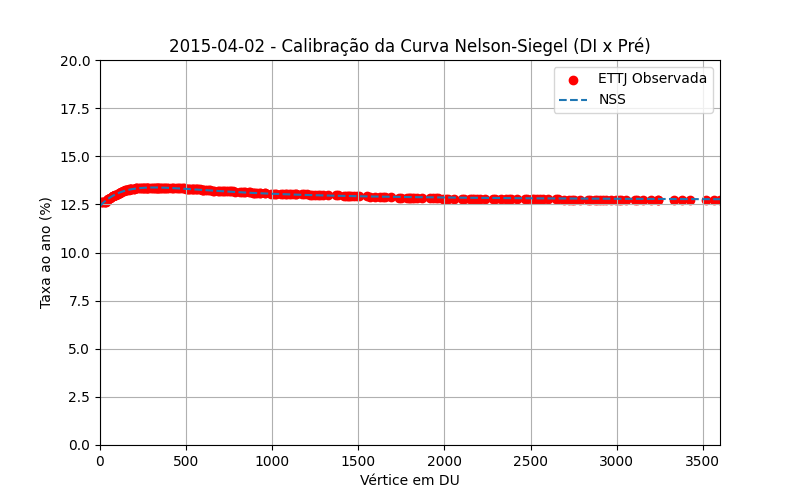 2015-04-02 - Calibração da Curva Nelson-Siegel (DI x Pré)
ETTJ Observada
NSS
Taxa ao ano (%)
20.0
17.5
15.0
12.5
10.0
7.5
5.0
2.5
0.0
0 500 1000 1500 2000 2500 3000 3500
Vértice em DU